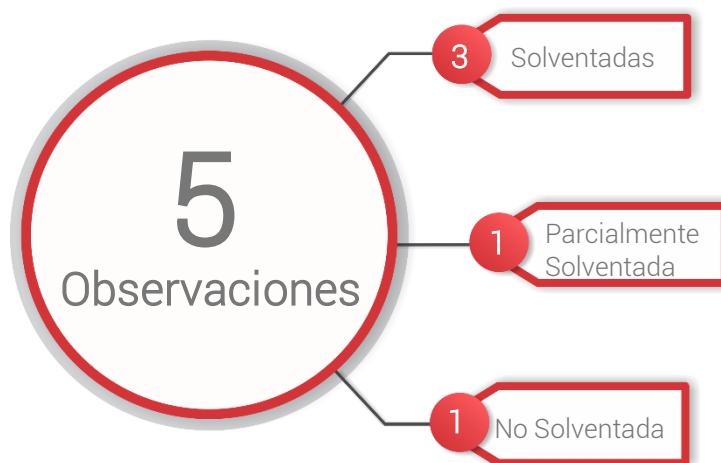 5
Observaciones
3
Solventadas
1
Parcialmente
Solventada
1
No Solventada